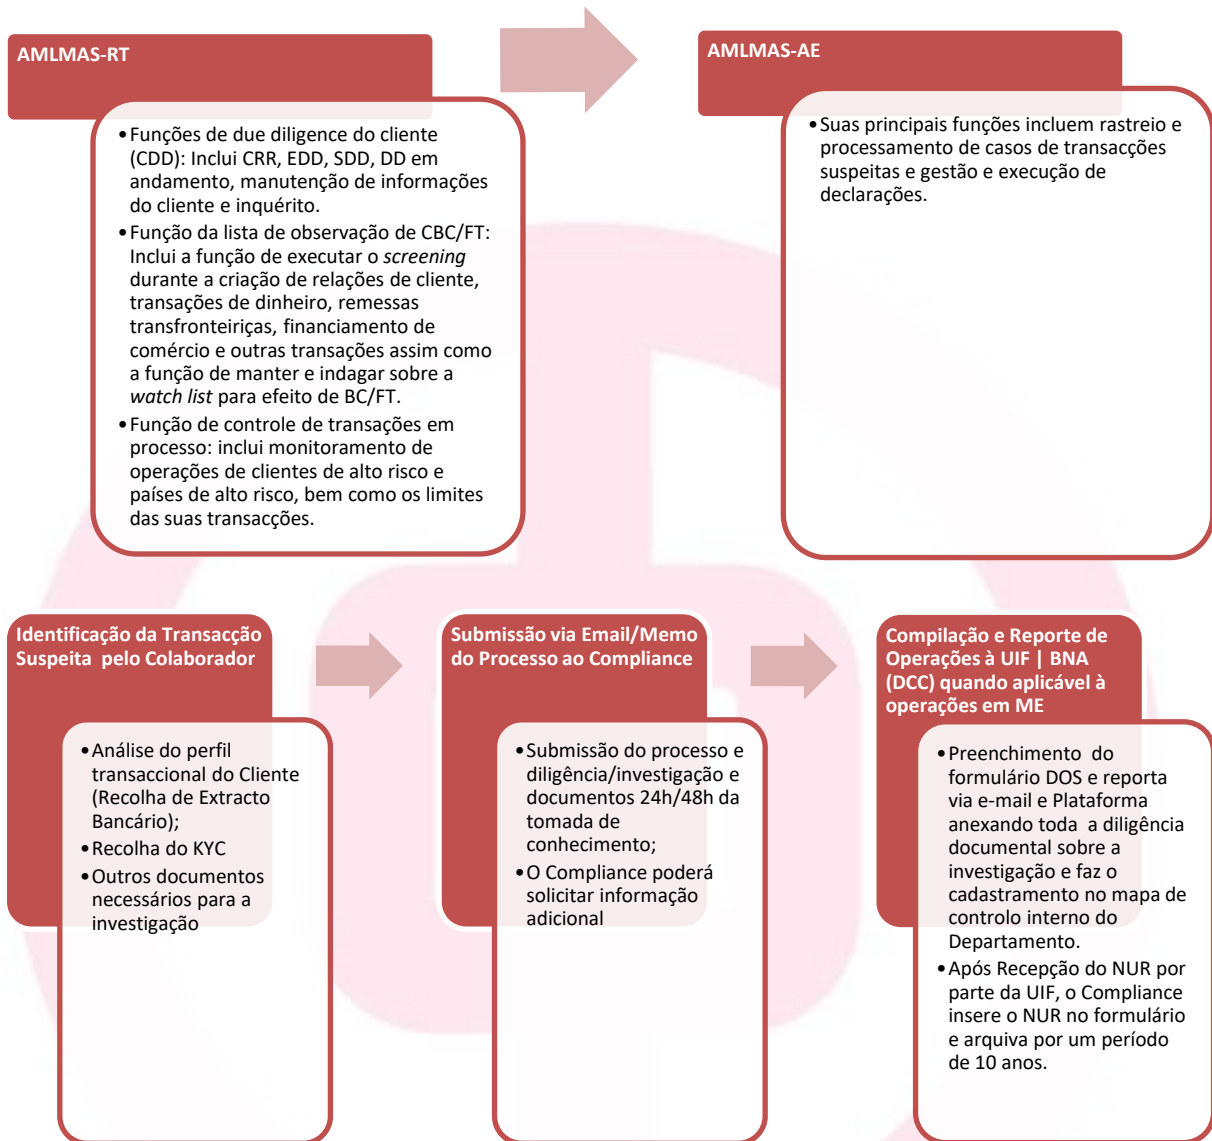 AMLMAS-RT
•Funções de due diligence do cliente
(CDD): Inclui CRR, EDD, SDD, DD em
andamento, manutenção de informações
do cliente e inquérito.
•Função da lista de observação de CBC/FT:
Inclui a função de executar o screening
durante a criação de relações de cliente,
transações de dinheiro, remessas
transfronteiriças, financiamento de
comércio e outras transações assim como
a função de manter e indagar sobre a
watch list para efeito de BC/FT.
•Função de controle de transações em
processo: inclui monitoramento de
operações de clientes de alto risco e
países de alto risco, bem como os limites
das suas transacções.
AMLMAS-AE
•Suas principais funções incluem rastreio e
processamento de casos de transacções
suspeitas e gestão e execução de
declarações.
Identificação da Transacção
Suspeita pelo Colaborador
•Análise do perfil
transaccional do Cliente
(Recolha de Extracto
Bancário);
•Recolha do KYC
•Outros documentos
necessários para a
investigação
Submissão via Email/Memo
do Processo ao Compliance
•Submissão do processo e
diligência/investigação e
documentos 24h/48h da
tomada de
conhecimento;
•O Compliance poderá
solicitar informação
adicional
Compilação e Reporte de
Operações à UIF | BNA
(DCC) quando aplicável à
operações em ME
•Preenchimento do
formulário DOS e reporta
via e-mail e Plataforma
anexando toda a diligência
documental sobre a
investigação e faz o
cadastramento no mapa de
controlo interno do
Departamento.
•Após Recepção do NUR por
parte da UIF, o Compliance
insere o NUR no formulário
e arquiva por um período
de 10 anos.